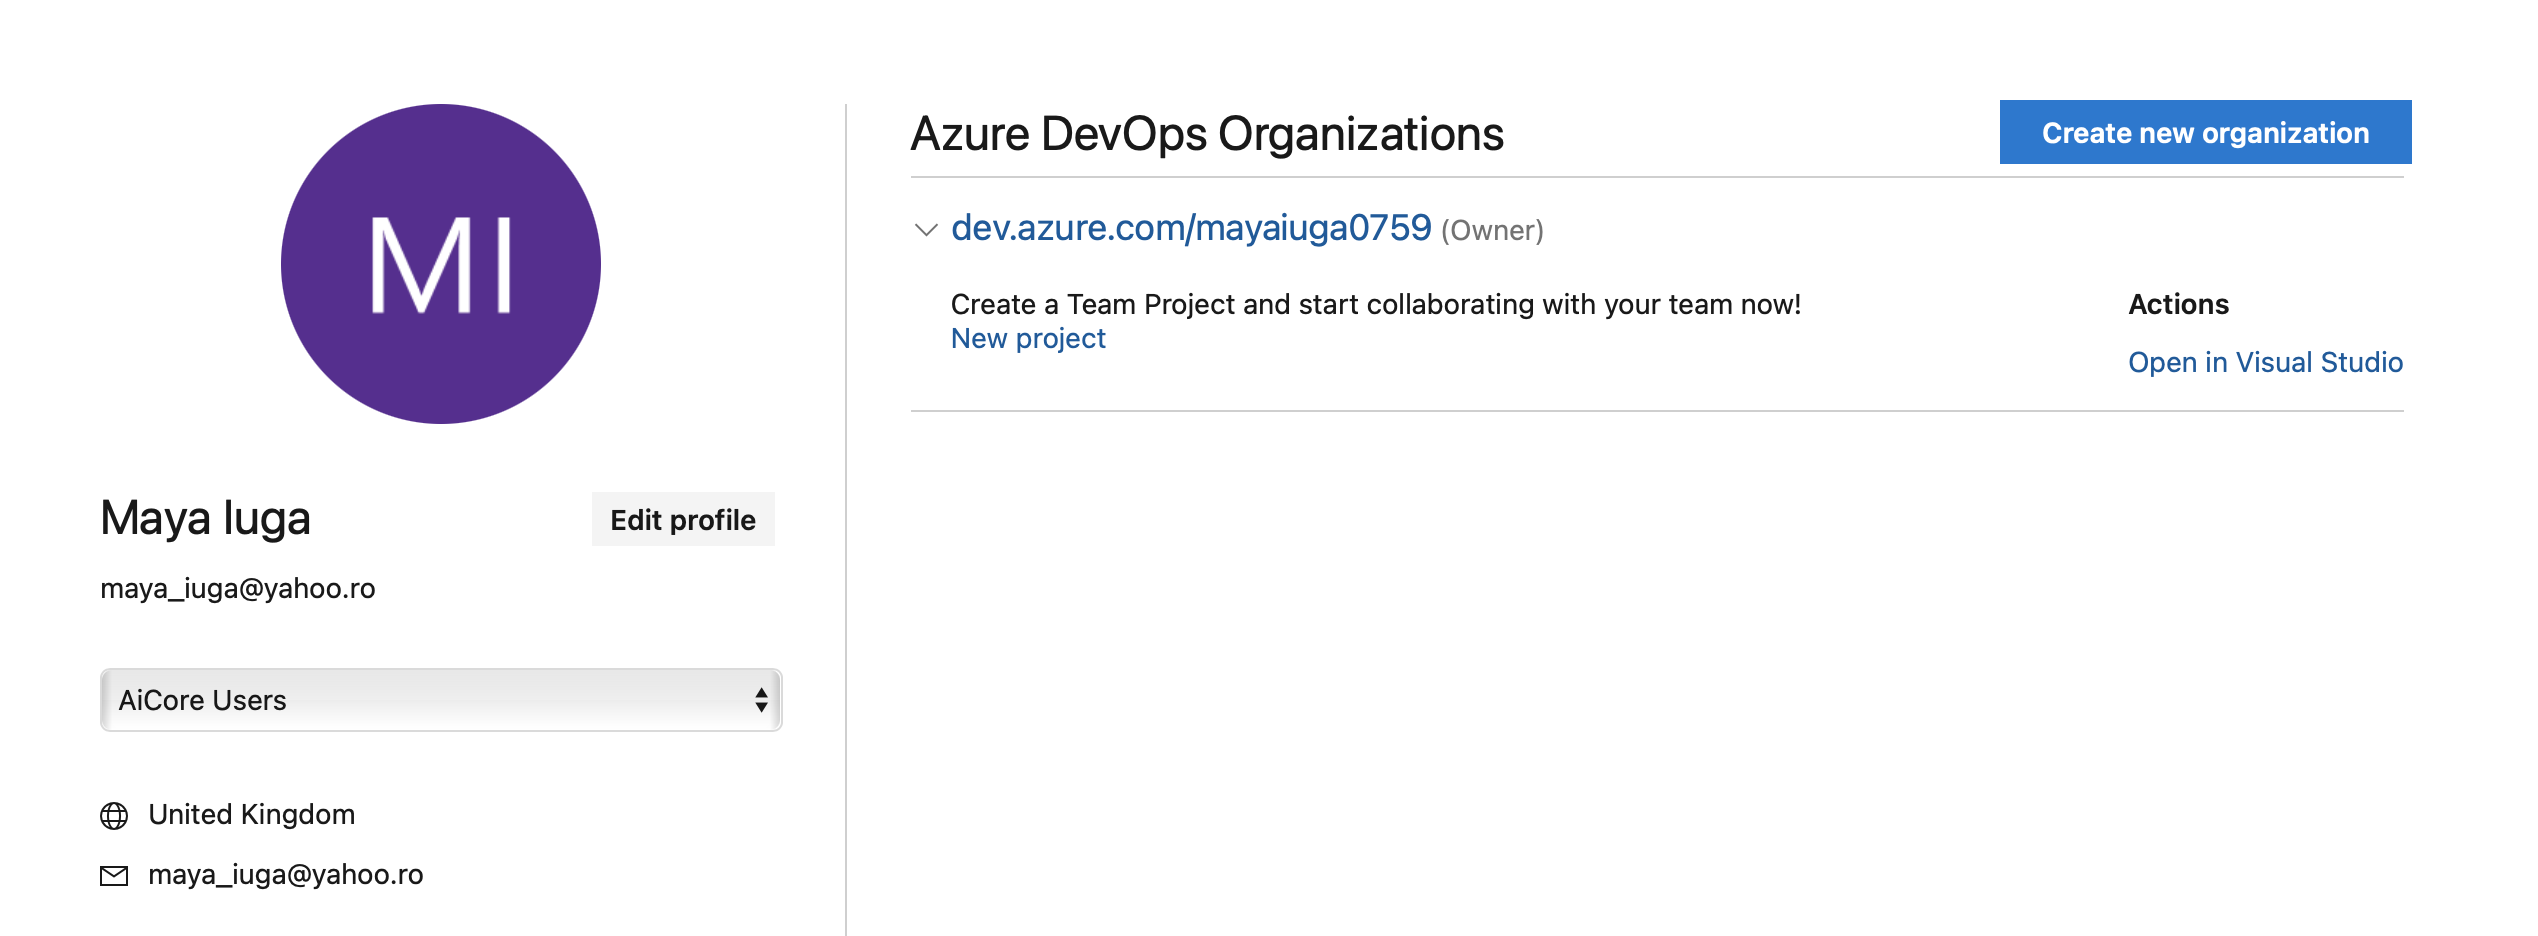 MI
Maya Iuga
Edit profile
maya_iuga@yahoo.ro
AiCore Users
United Kingdom
maya_iuga@yahoo.ro
Azure DevOps Organizations
Create new organization
dev.azure.com/mayaiuga0759 (Owner)
Create a Team Project and start collaborating with your team now!
New project
Actions
Open in Visual Studio